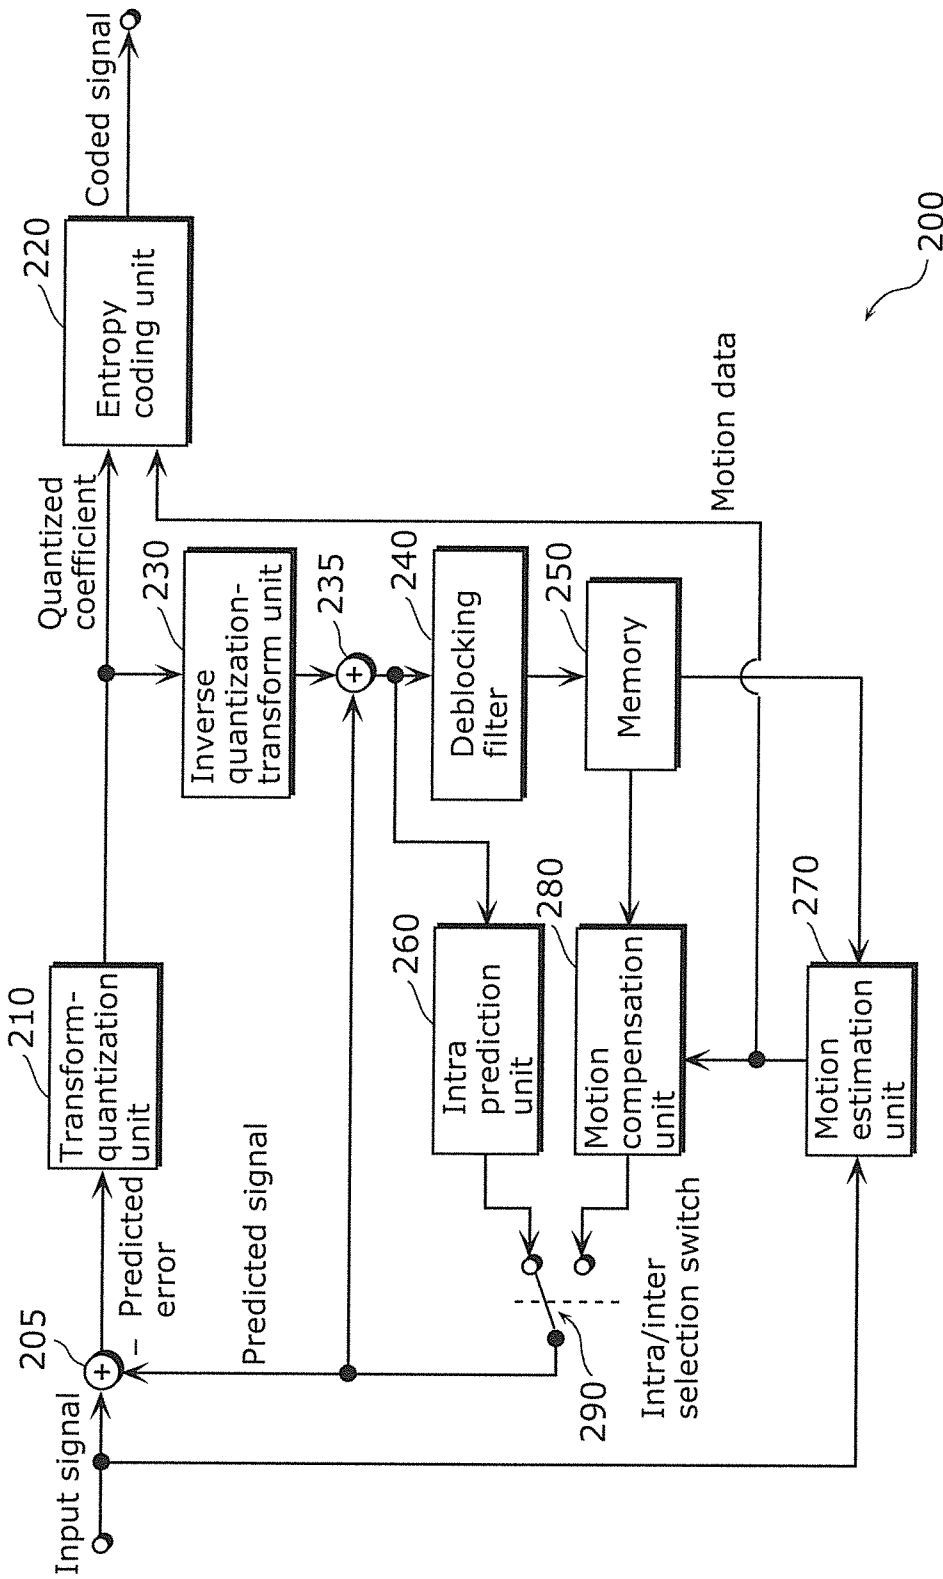 Input signal
205
Predicted
error
–
210
Transform-
quantization
unit
Quantized
coefficient
220
Entropy
coding unit
Coded signal
230
Inverse
quantization-
transform unit
235
Predicted signal
240
Deblocking
filter
250
Memory
260
Intra
prediction
unit
280
Motion
compensation
unit
270
Motion
estimation
unit
290
Intra/inter
selection switch
Motion data
200